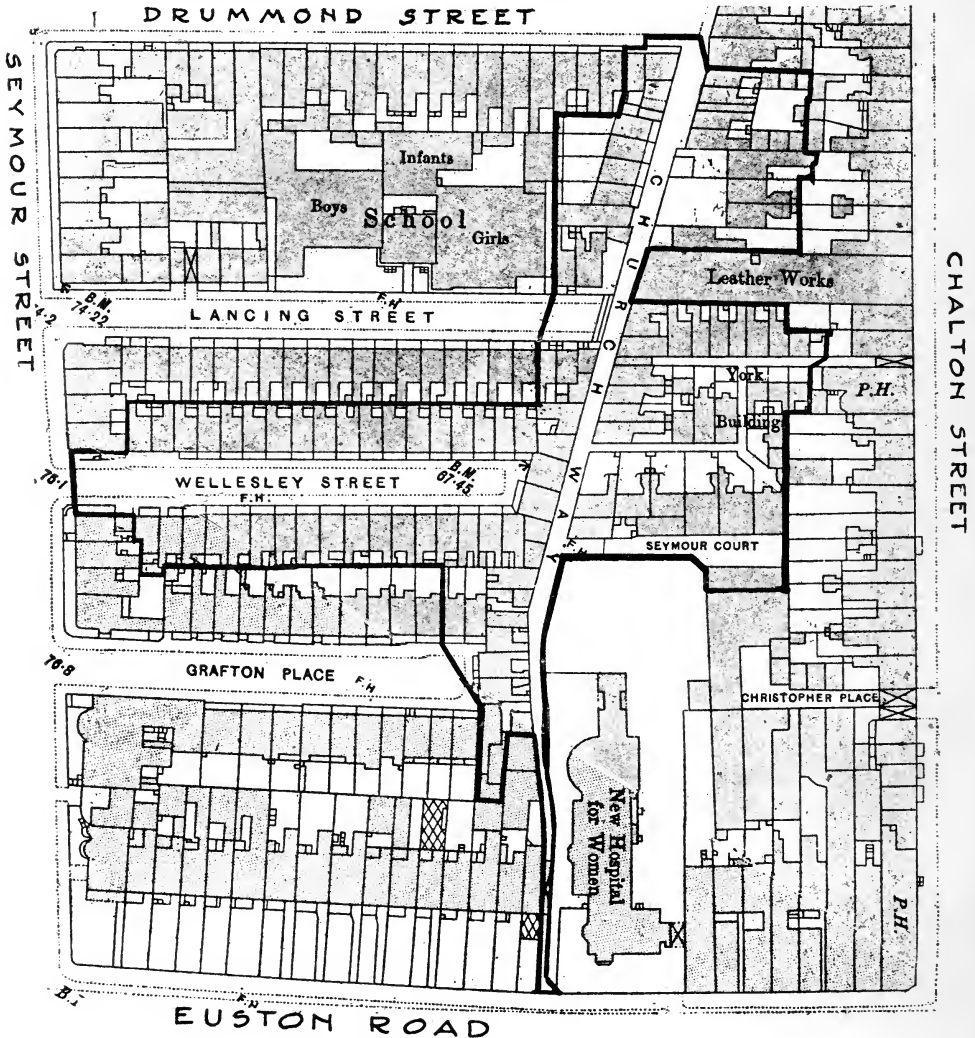 DRUMMOND STREET
SEYMOUR STREET
Infants
Boys
School
Girls
CHURCH WAY
Leather Works
CHALTON STREET
B.M.
74·22
F.H
LANCING STREET
York
Buildings
P.H.
76·1
WELLESLEY STREET
F.H.
B.M.
67·45
F.H
SEYMOUR COURT
76·8
GRAFTON PLACE
F.H
CHRISTOPHER PLACE
New Hospital
for Women
P.H.
F.H
EUSTON ROAD